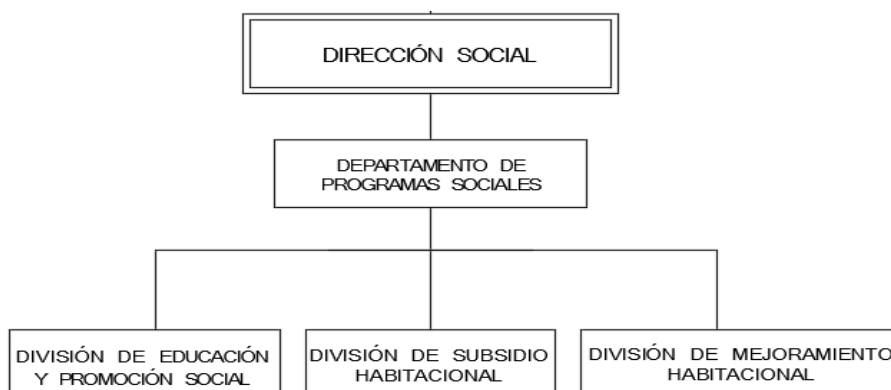 DIRECCIÓN SOCIAL
DEPARTAMENTO DE
PROGRAMAS SOCIALES
DIVISIÓN DE EDUCACIÓN
Y PROMOCIÓN SOCIAL
DIVISIÓN DE SUBSIDIO
HABITACIONAL
DIVISIÓN DE MEJORAMIENTO
HABITACIONAL